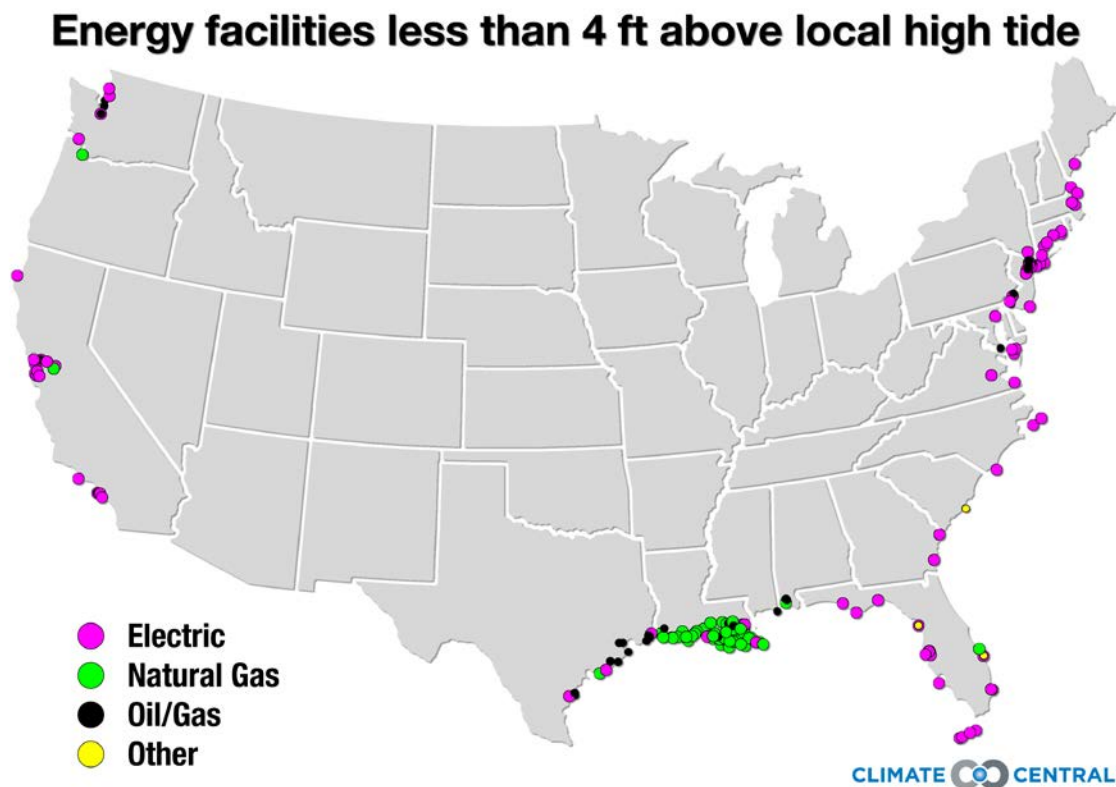 Energy facilities less than 4 ft above local high tide
Electric
Natural Gas
Oil/Gas
Other
CLIMATE CENTRAL